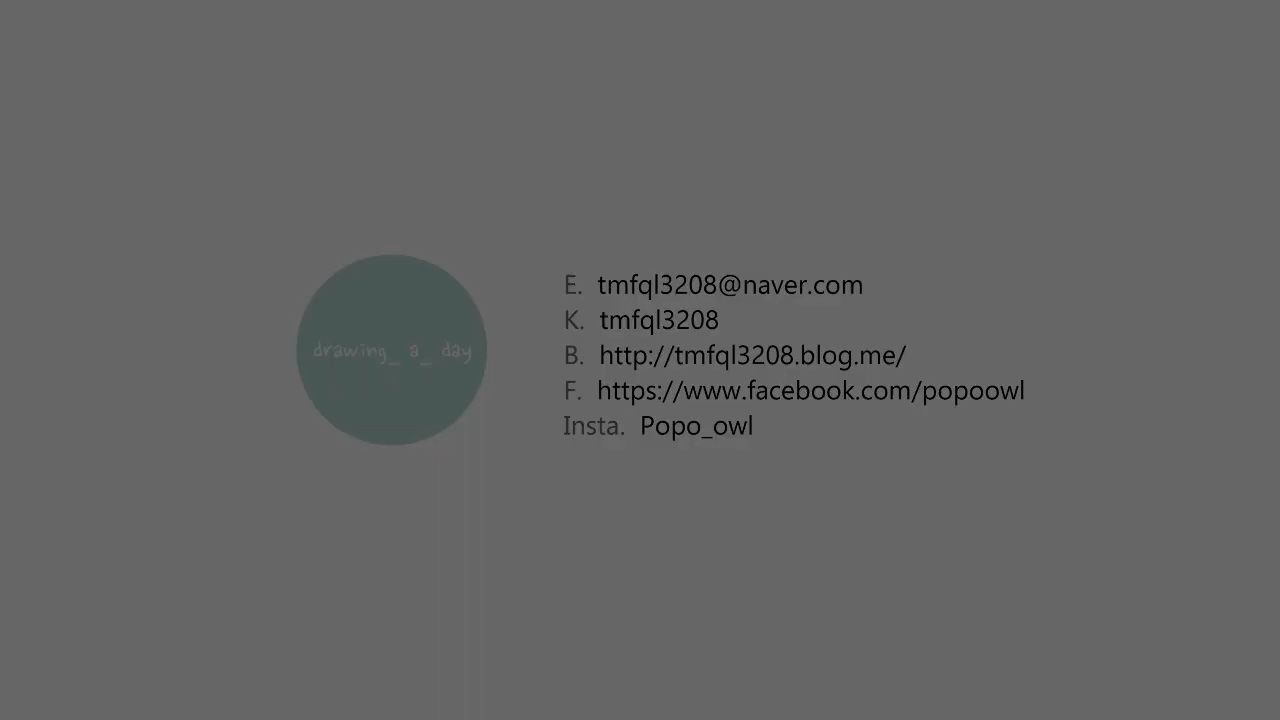 drawing_ a_ day
E. tmfql3208@naver.com
K. tmfql3208
B. http://tmfql3208.blog.me/
F. https://www.facebook.com/popoowl
Insta. Popo_owl